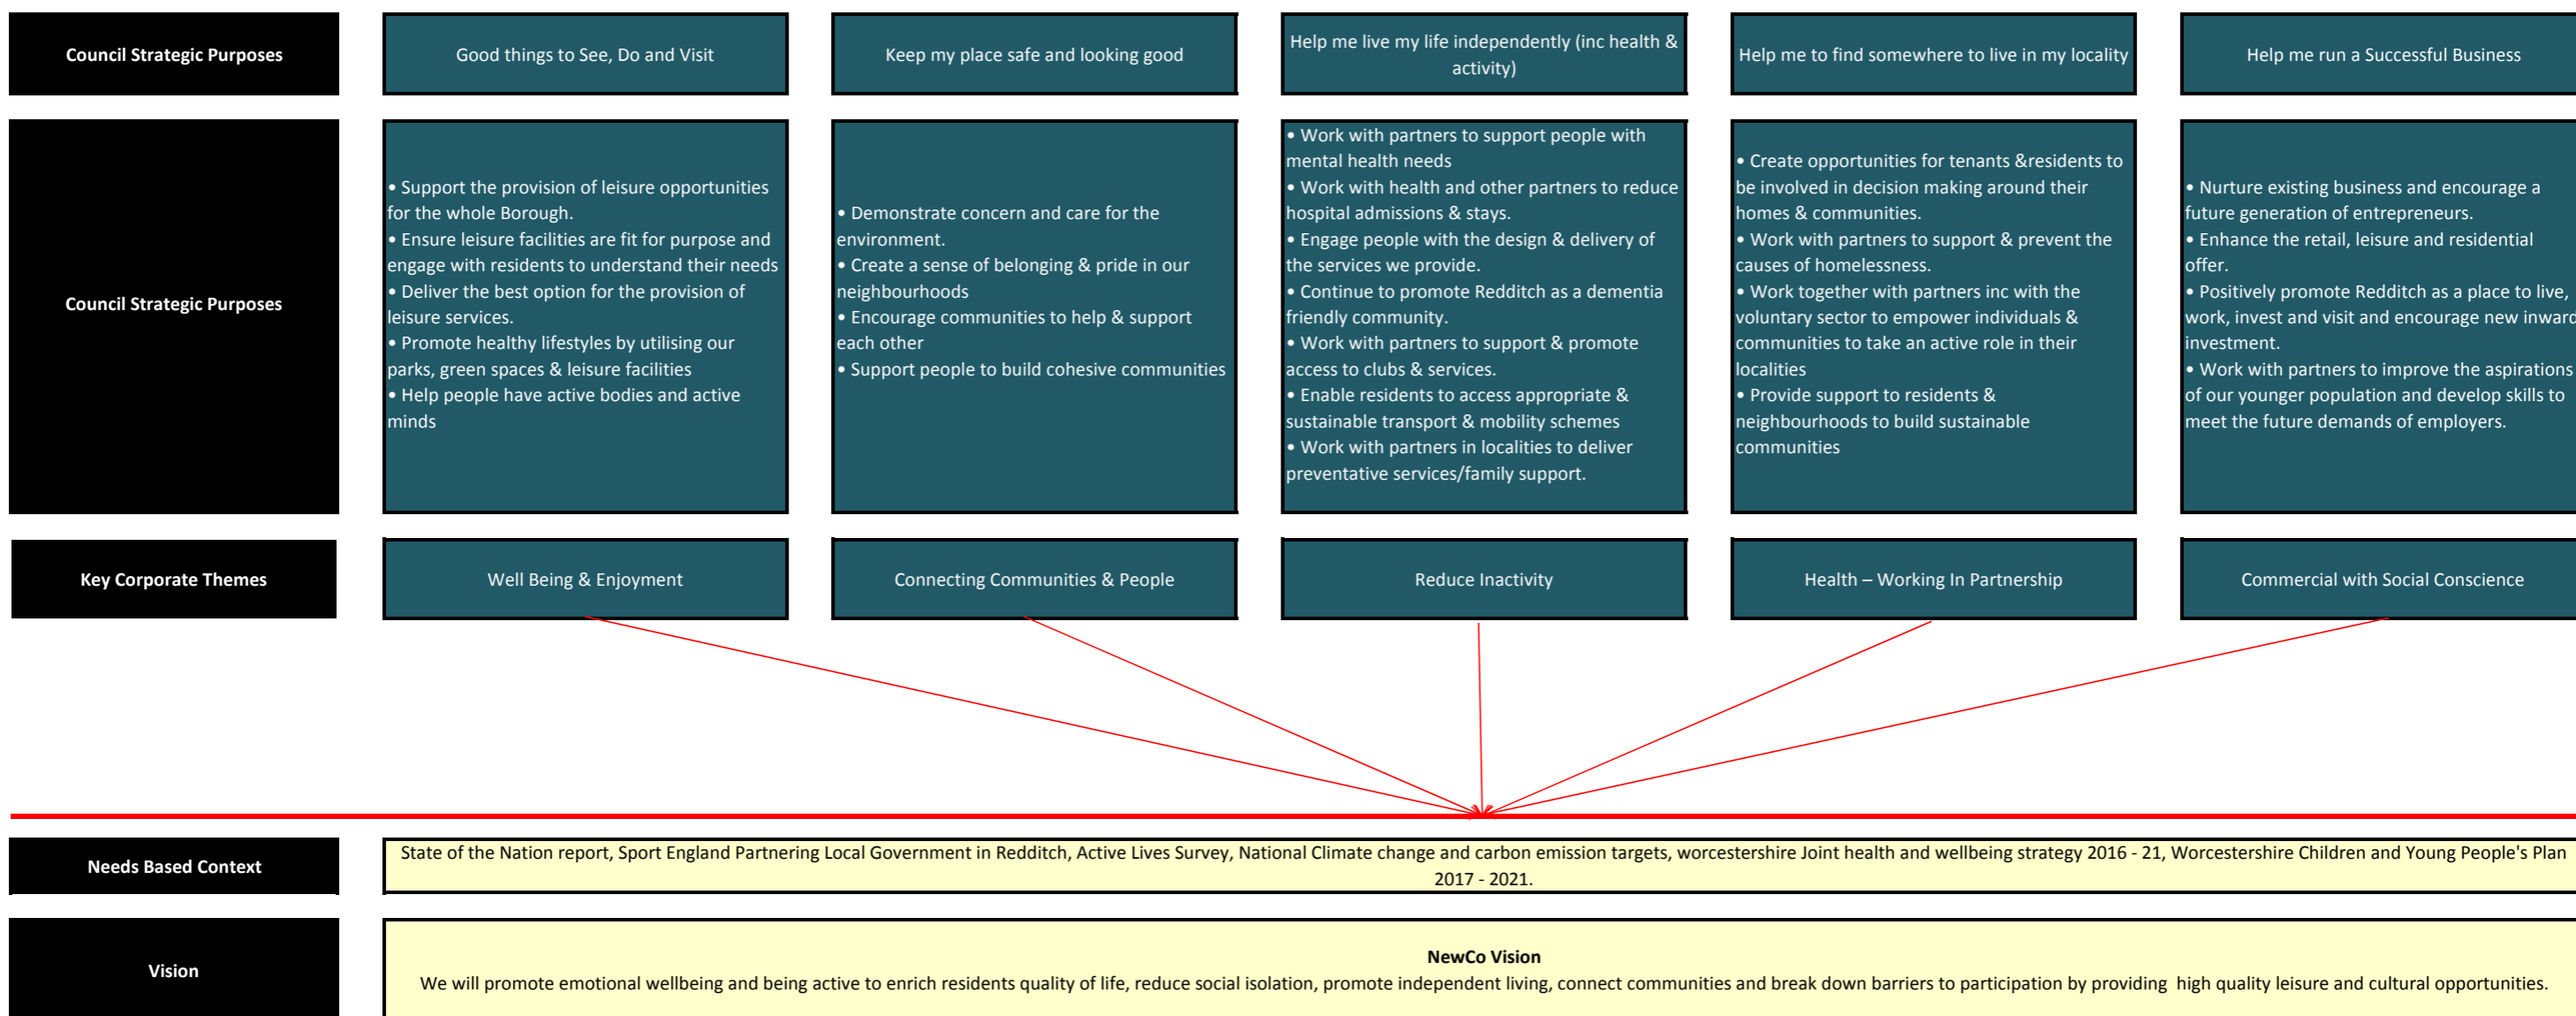 Council Strategic Purposes
Good things to See, Do and Visit
Keep my place safe and looking good
Help me live my life independently (inc health &
activity)
Help me to find somewhere to live in my locality
Help me run a Successful Business
Council Strategic Purposes
• Support the provision of leisure opportunities
for the whole Borough.
• Ensure leisure facilities are fit for purpose and
engage with residents to understand their needs
• Deliver the best option for the provision of
leisure services.
• Promote healthy lifestyles by utilising our
parks, green spaces & leisure facilities
• Help people have active bodies and active
minds
• Demonstrate concern and care for the
environment.
• Create a sense of belonging & pride in our
neighbourhoods
• Encourage communities to help & support
each other
• Support people to build cohesive communities
• Work with partners to support people with
mental health needs
• Work with health and other partners to reduce
hospital admissions & stays.
• Engage people with the design & delivery of
the services we provide.
• Continue to promote Redditch as a dementia
friendly community.
• Work with partners to support & promote
access to clubs & services.
• Enable residents to access appropriate &
sustainable transport & mobility schemes
• Work with partners in localities to deliver
preventative services/family support.
• Create opportunities for tenants &residents to
be involved in decision making around their
homes & communities.
• Work with partners to support & prevent the
causes of homelessness.
• Work together with partners inc with the
voluntary sector to empower individuals &
communities to take an active role in their
localities
• Provide support to residents &
neighbourhoods to build sustainable
communities
• Nurture existing business and encourage a
future generation of entrepreneurs.
• Enhance the retail, leisure and residential
offer.
• Positively promote Redditch as a place to live,
work, invest and visit and encourage new inward
investment.
• Work with partners to improve the aspirations
of our younger population and develop skills to
meet the future demands of employers.
Key Corporate Themes
Well Being & Enjoyment
Connecting Communities & People
Reduce Inactivity
Health – Working In Partnership
Commercial with Social Conscience
Needs Based Context
State of the Nation report, Sport England Partnering Local Government in Redditch, Active Lives Survey, National Climate change and carbon emission targets, worcestershire Joint health and wellbeing strategy 2016 - 21, Worcestershire Children and Young People's Plan
2017 - 2021.
Vision
NewCo Vision
We will promote emotional wellbeing and being active to enrich residents quality of life, reduce social isolation, promote independent living, connect communities and break down barriers to participation by providing  high quality leisure and cultural opportunities.